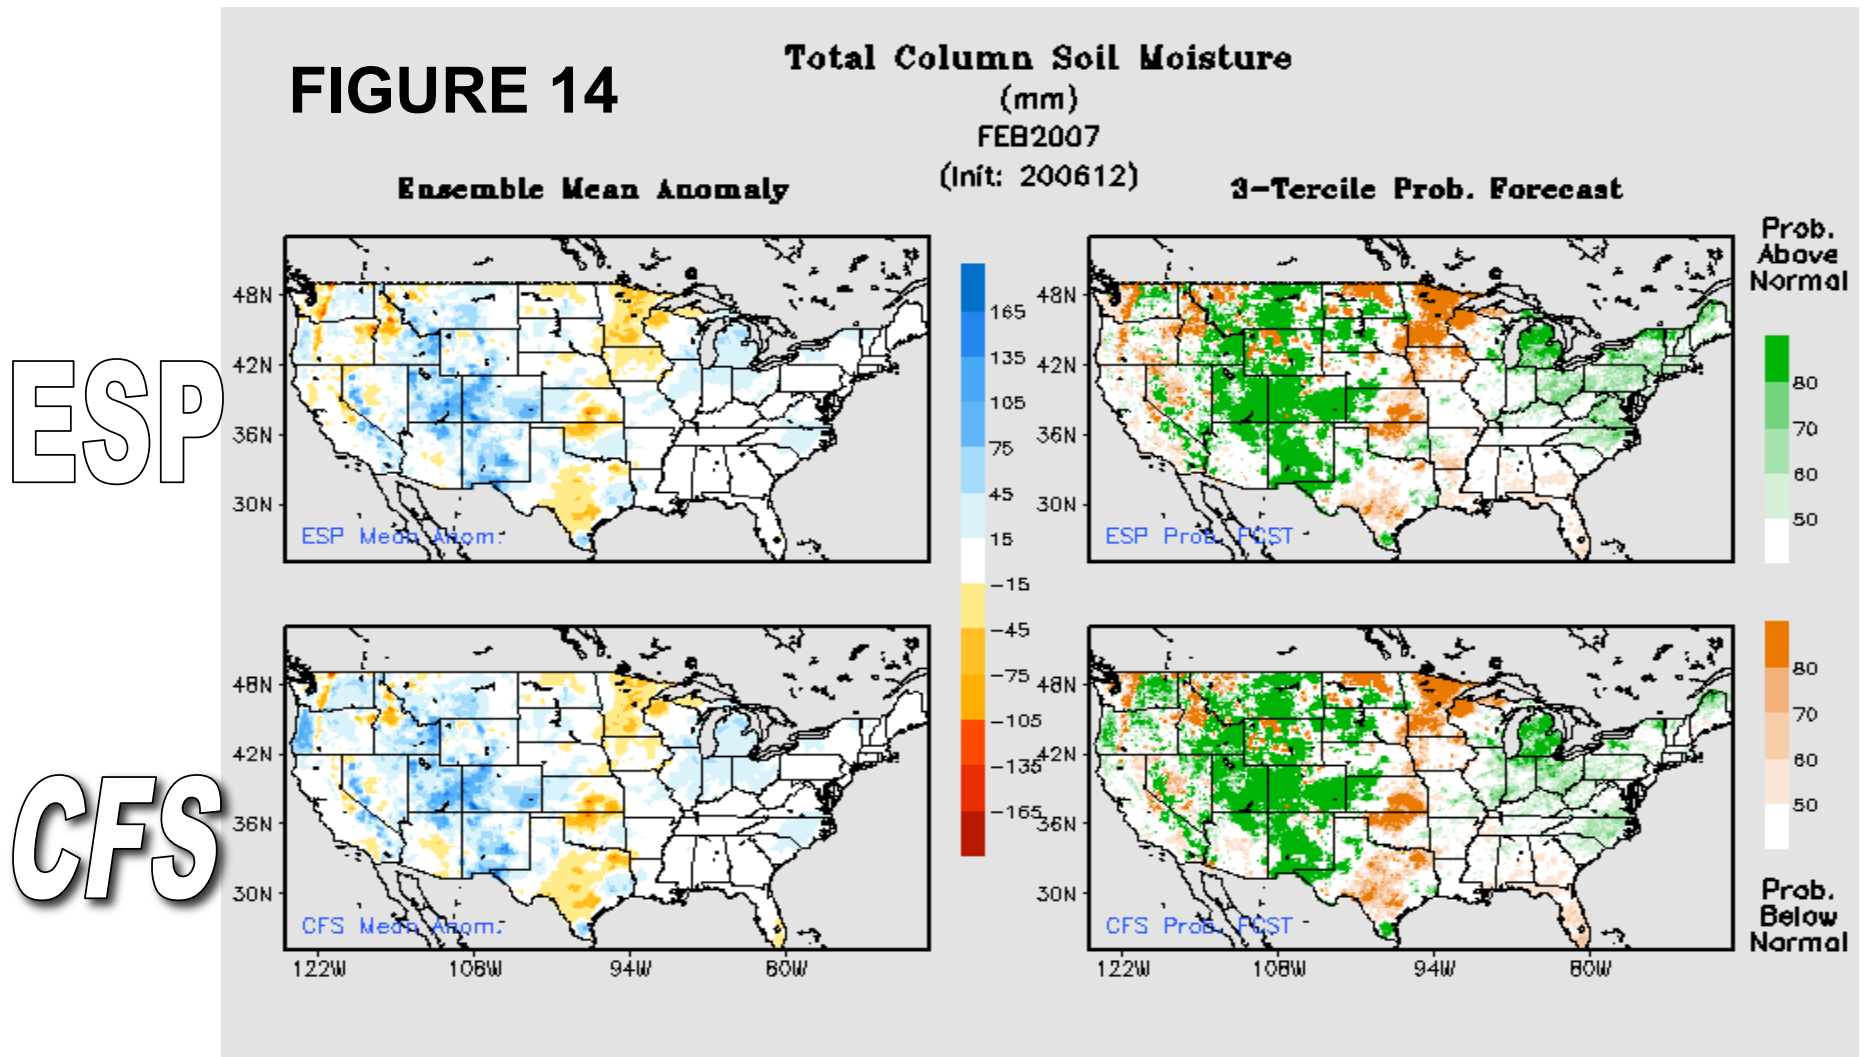 FIGURE 14
Total Column Soil Moisture
(mm)
FEB2007
(Init: 200612)
Ensemble Mean Anomaly
3-Tercile Prob. Forecast
ESP
48N
42N
36N
30N
ESP Mean Anom.
165
135
105
75
45
15
-15
-45
-75
-105
-135
-165
48N
42N
36N
30N
ESP Prob. FCST
Prob.
Above
Normal
80
70
60
50
CFS
48N
42N
36N
30N
CFS Mean Anom.
122W
108W
94W
80W
48N
42N
36N
30N
CFS Prob. FCST
122W
108W
94W
80W
80
70
60
50
Prob.
Below
Normal